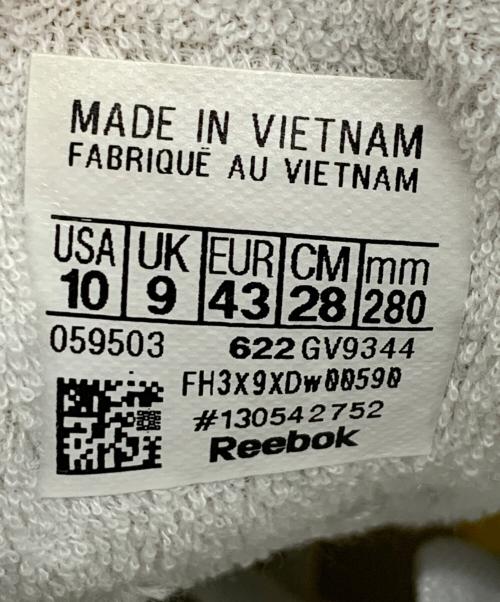 MADE IN VIETNAM
FABRIQUÉ AU VIETNAM
USA UK EUR CM mm
10 9 43 28 280
059503 622 GV9344
FH3X9XDw00590
#130542752
Reebok